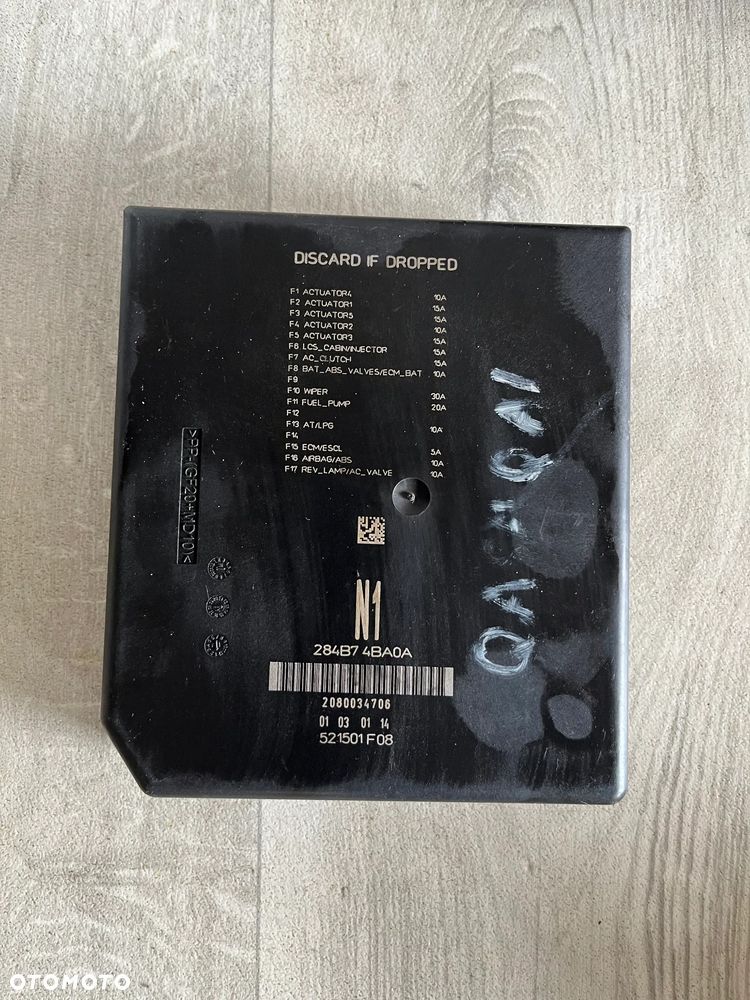 DISCARD IF DROPPED
F1 ACTUATOR4 10A
F2 ACTUATOR1 15A
F3 ACTUATOR5 15A
F4 ACTUATOR2 10A
F5 ACTUATOR3 15A
F6 LCS_CABIN/INJECTOR 15A
F7 AC_CLUTCH 15A
F8 BAT_ABS_VALVES/ECM_BAT 10A
F9
F10 WIPER 30A
F11 FUEL_PUMP 20A
F12
F13 AT/LPG 10A
F14
F15 ECM/ESCL 5A
F16 AIRBAG/ABS 10A
F17 REV_LAMP/AC_VALVE 10A
>PP-(GF20+MD10)<
N1
284B7 4BA0A
2080034706
01 03 01 14
521501 F08
OTOMOTO